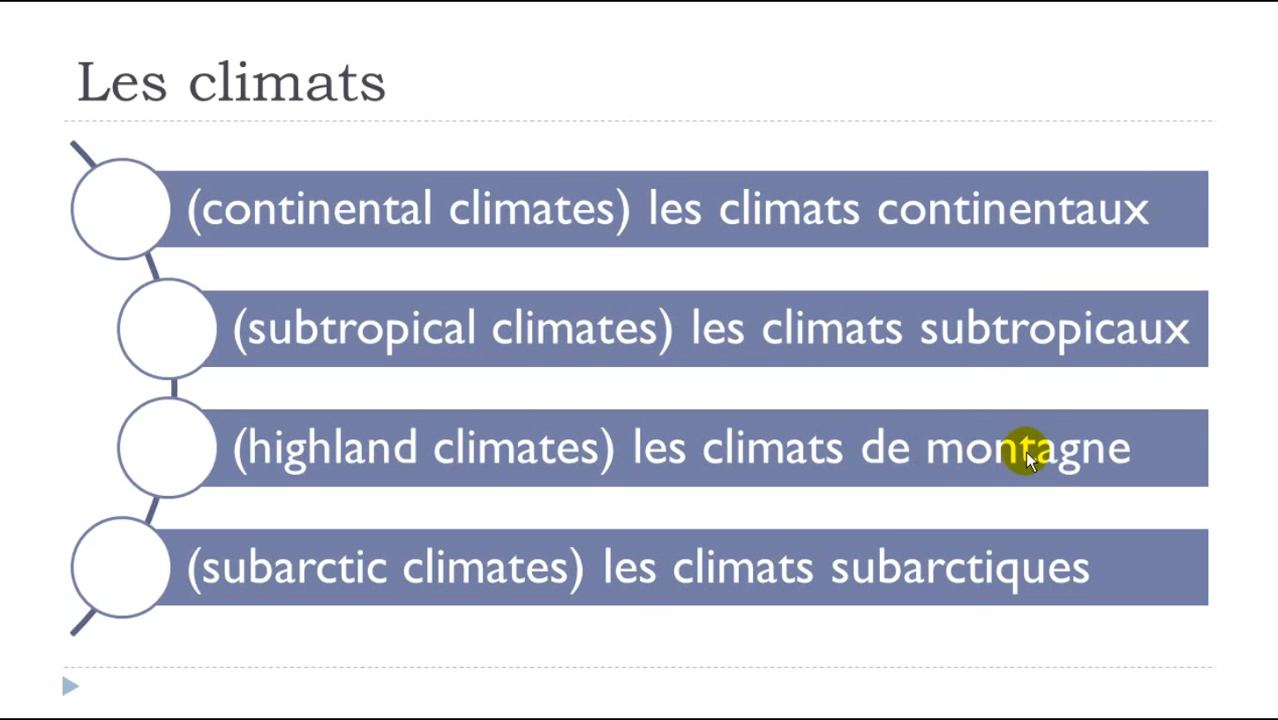 Les climats
(continental climates) les climats continentaux
(subtropical climates) les climats subtropicaux
(highland climates) les climats de montagne
(subarctic climates) les climats subarctiques